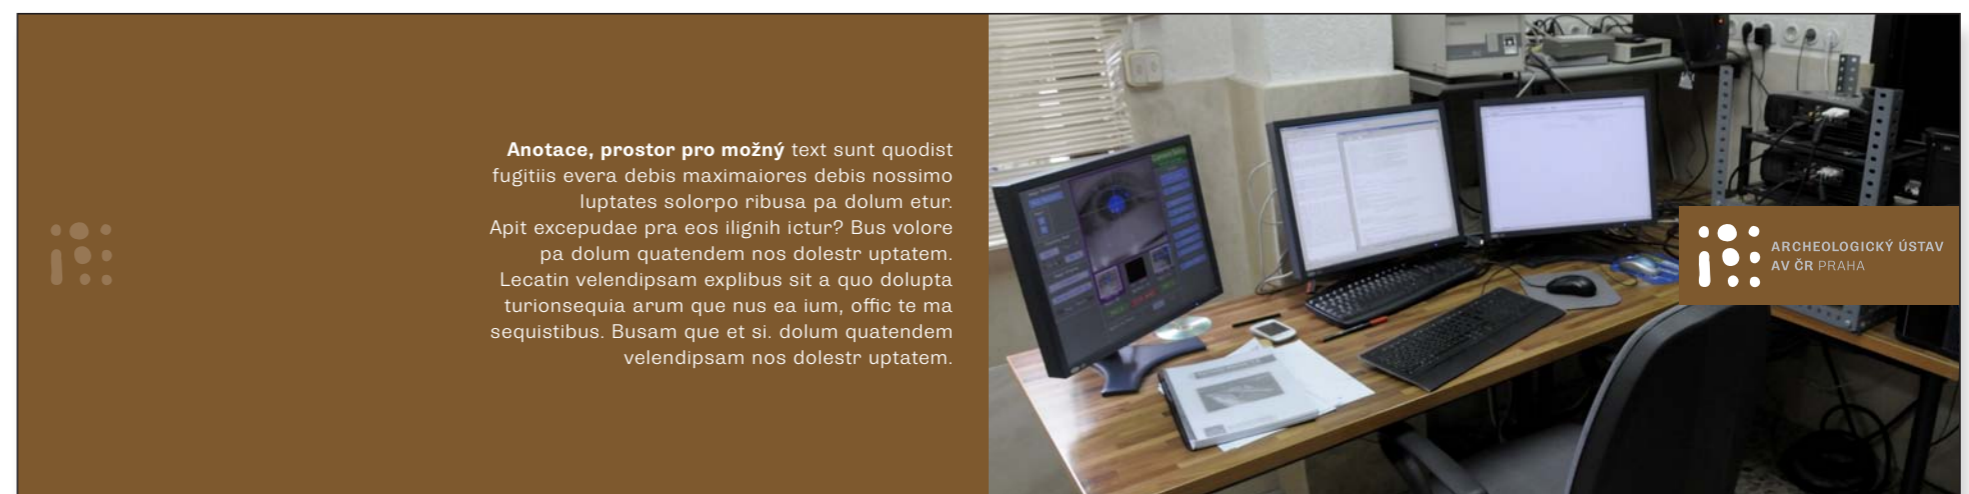 Anotace, prostor pro možný text sunt quodist
fugitiis evera debis maximaiores debis nossimo
luptates solorpo ribusa pa dolum etur.
Apit excepudae pra eos ilignih ictur? Bus volore
pa dolum quatendem nos dolestr uptatem.
Lecatin velendipsam explibus sit a quo dolupta
turionsequia arum que nus ea ium, offic te ma
sequistibus. Busam que et si. dolum quatendem
velendipsam nos dolestr uptatem.
ARCHEOLOGICKÝ ÚSTAV
AV ČR PRAHA